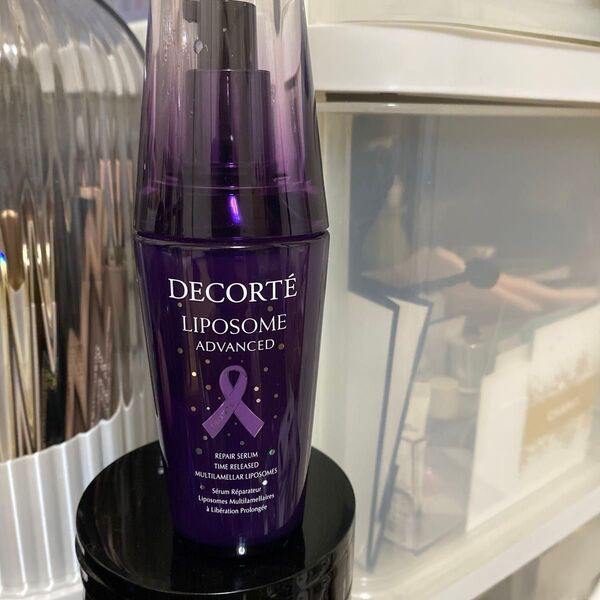 DECORTÉ
LIPOSOME
ADVANCED
REPAIR SERUM
TIME RELEASED
MULTILAMELLAR LIPOSOMES
Sérum Réparateur
Liposomes Multilamellaires
à Libération Prolongée